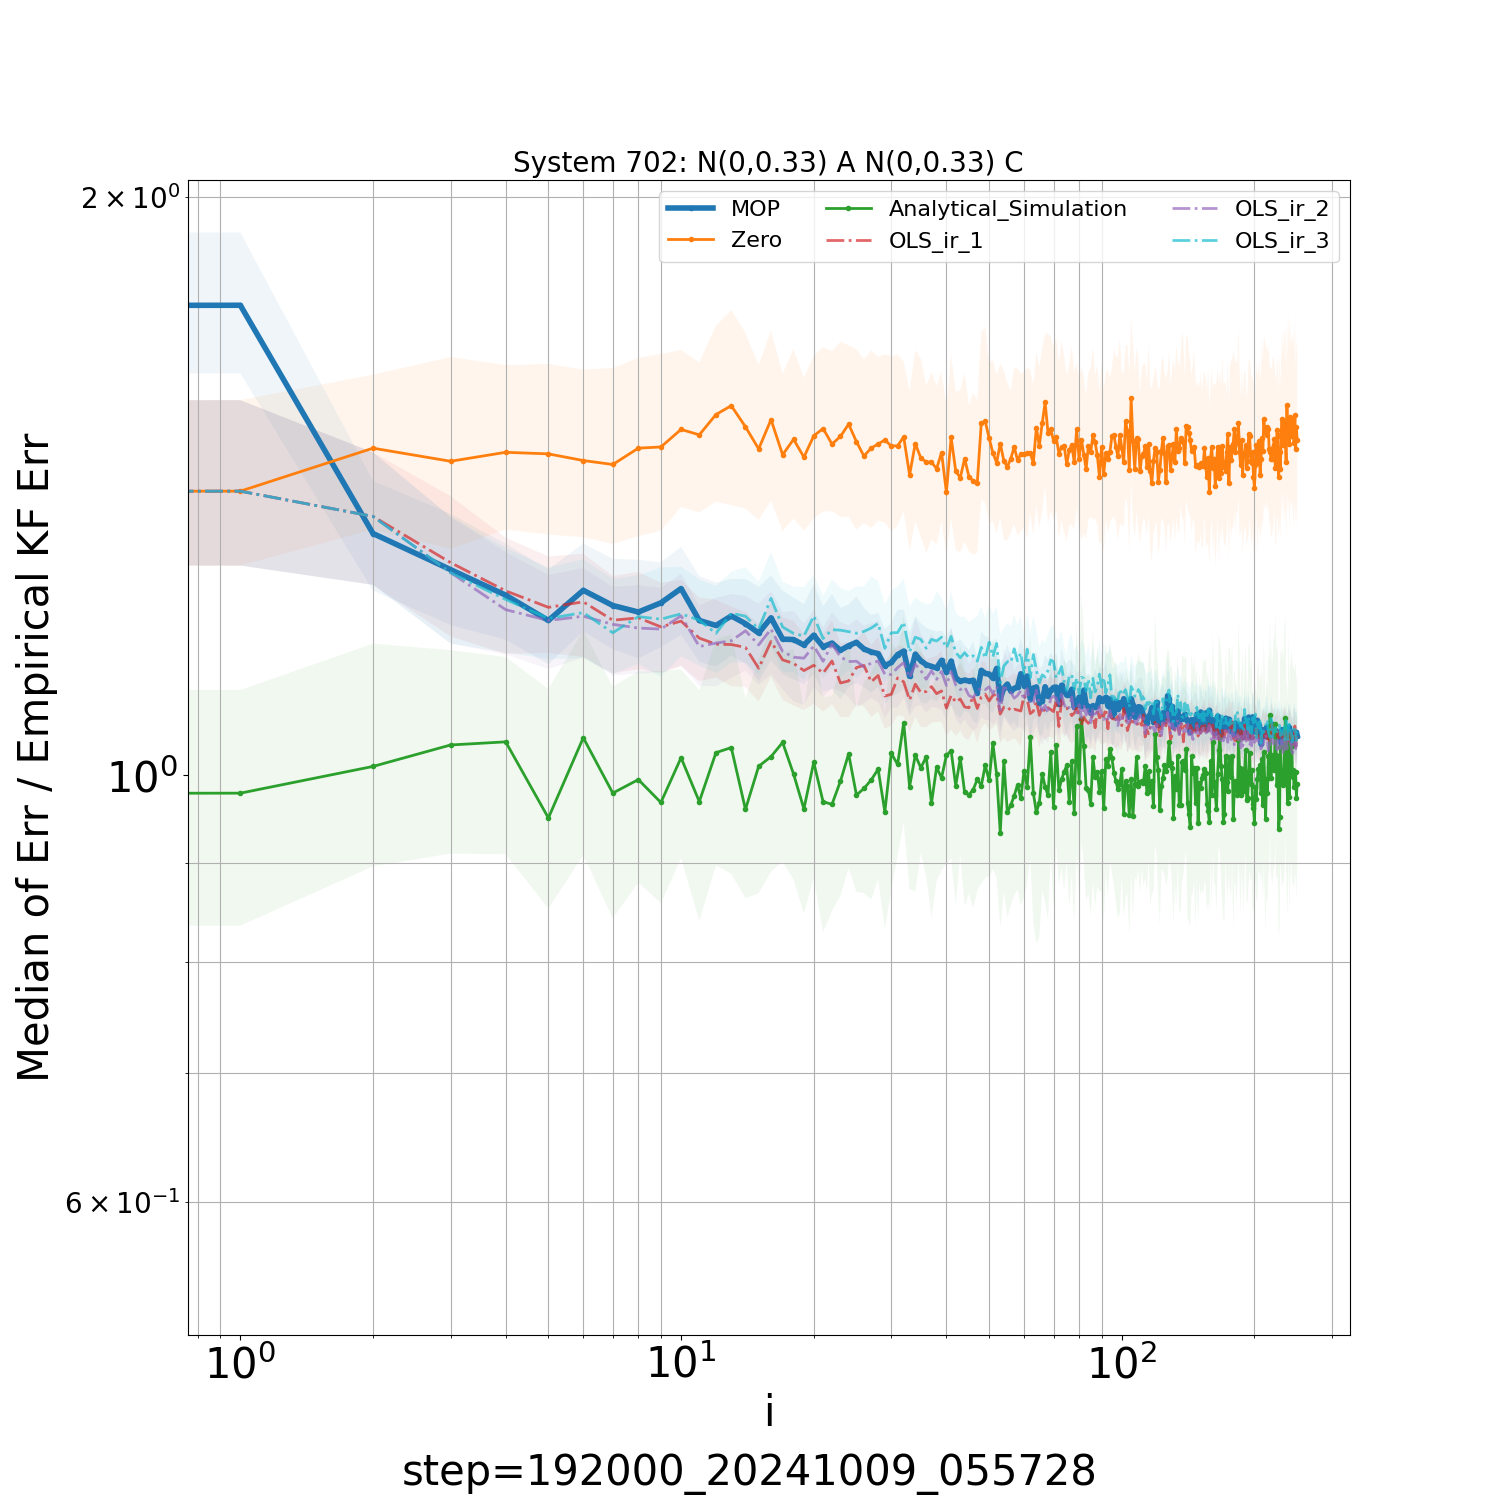 System 702: N(0,0.33) A N(0,0.33) C
MOP
Zero
Analytical_Simulation
OLS_ir_1
OLS_ir_2
OLS_ir_3
Median of Err / Empirical KF Err
2 × 10⁰
10⁰
6 × 10⁻¹
10⁰
10¹
10²
i
step=192000_20241009_055728